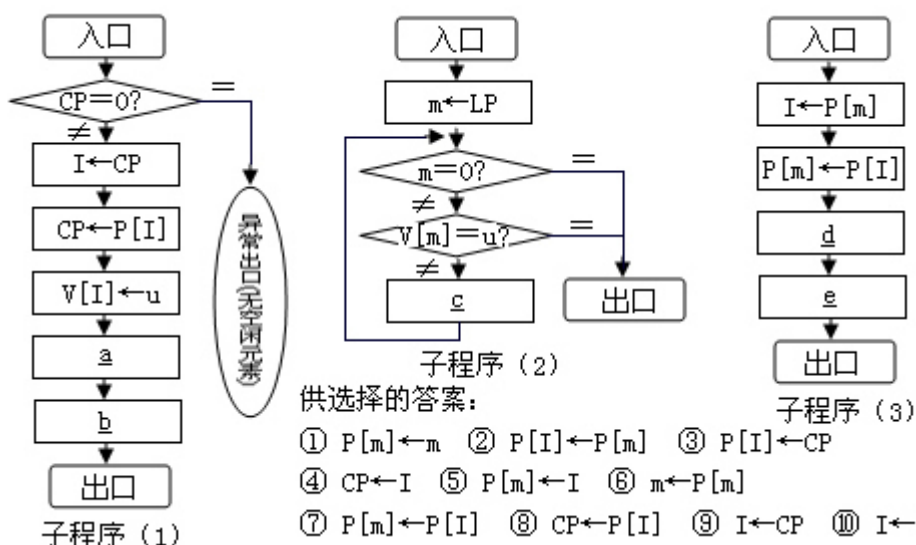 入口
CP=0?
=
≠
I←CP
CP←P[I]
V[I]←u
a
b
出口
子程序（1）
异常出口(无空闲元素)
入口
m←LP
m=0?
=
≠
V[m]=u?
=
≠
c
出口
子程序（2）
入口
I←P[m]
P[m]←P[I]
d
e
出口
子程序（3）
供选择的答案：
① P[m]←m ② P[I]←P[m] ③ P[I]←CP
④ CP←I ⑤ P[m]←I ⑥ m←P[m]
⑦ P[m]←P[I] ⑧ CP←P[I] ⑨ I←CP ⑩ I←